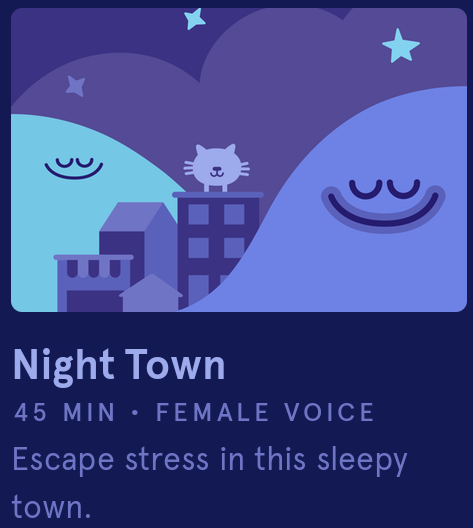 Night Town
45 MIN • FEMALE VOICE
Escape stress in this sleepy
town.